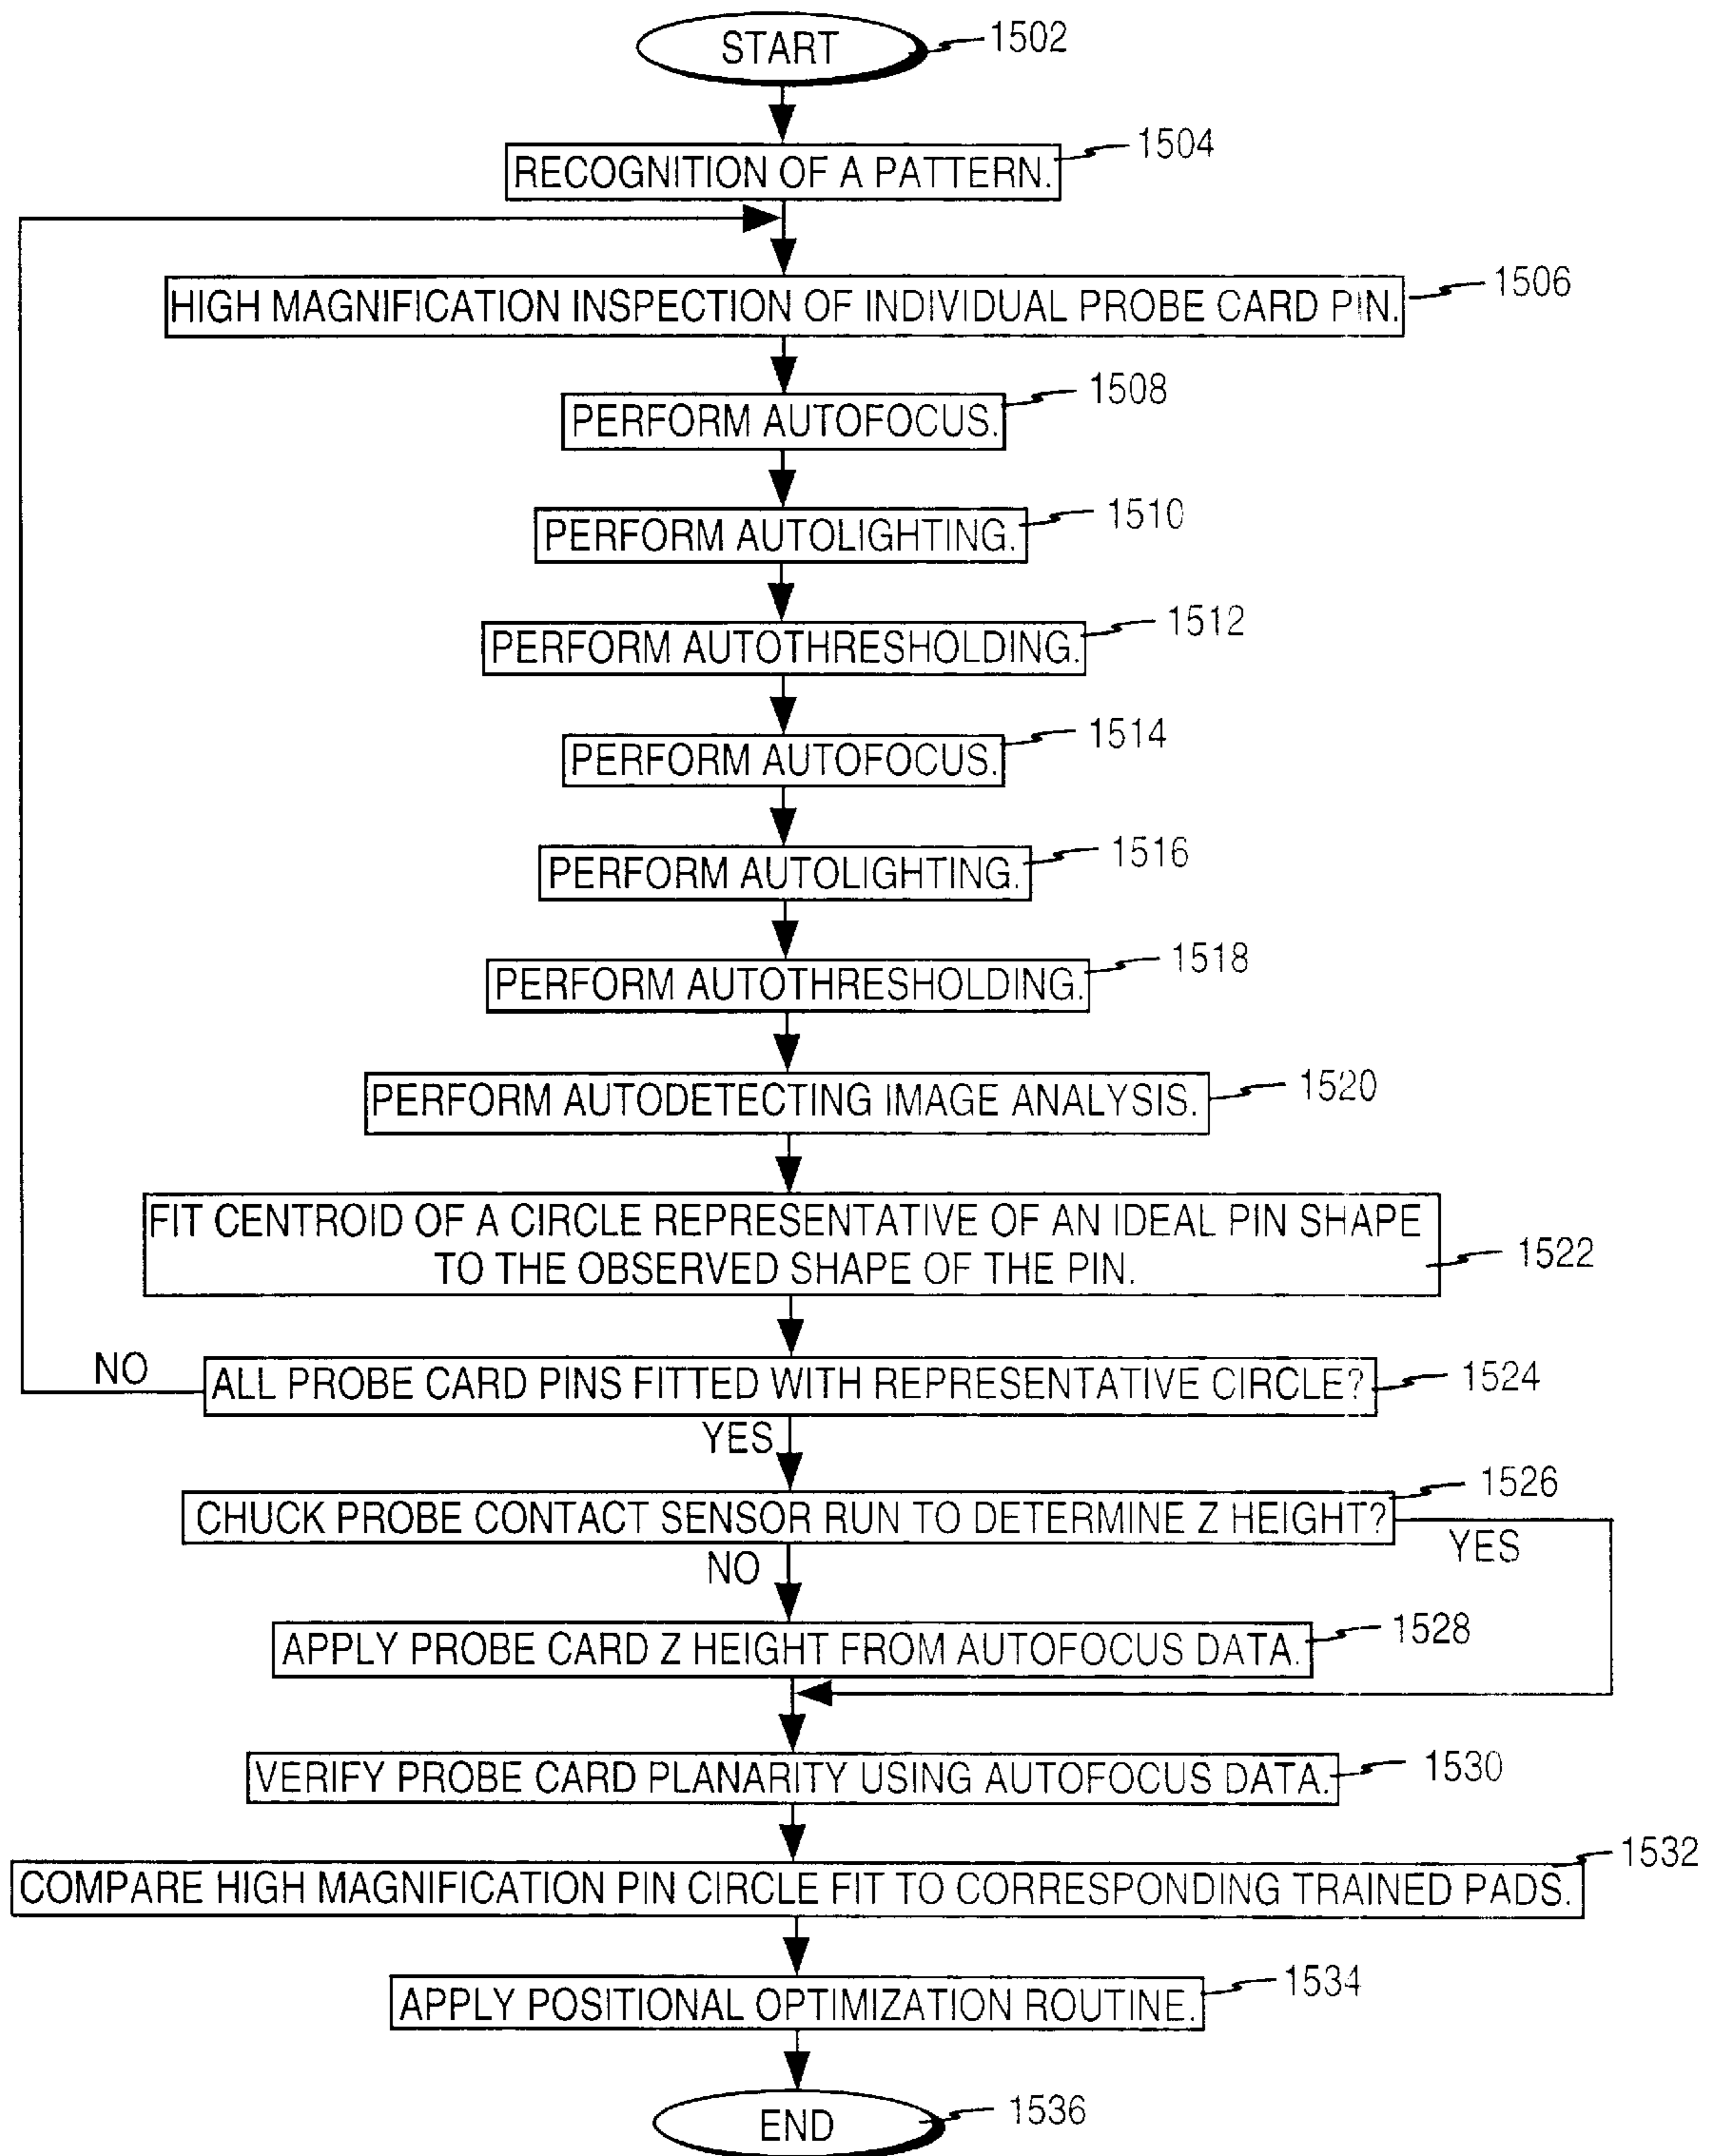 START
1502
RECOGNITION OF A PATTERN.
1504
HIGH MAGNIFICATION INSPECTION OF INDIVIDUAL PROBE CARD PIN.
1506
PERFORM AUTOFOCUS.
1508
PERFORM AUTOLIGHTING.
1510
PERFORM AUTOTHRESHOLDING.
1512
PERFORM AUTOFOCUS.
1514
PERFORM AUTOLIGHTING.
1516
PERFORM AUTOTHRESHOLDING.
1518
PERFORM AUTODETECTING IMAGE ANALYSIS.
1520
FIT CENTROID OF A CIRCLE REPRESENTATIVE OF AN IDEAL PIN SHAPE
TO THE OBSERVED SHAPE OF THE PIN.
1522
NO
ALL PROBE CARD PINS FITTED WITH REPRESENTATIVE CIRCLE?
1524
YES
CHUCK PROBE CONTACT SENSOR RUN TO DETERMINE Z HEIGHT?
1526
YES
NO
APPLY PROBE CARD Z HEIGHT FROM AUTOFOCUS DATA.
1528
VERIFY PROBE CARD PLANARITY USING AUTOFOCUS DATA.
1530
COMPARE HIGH MAGNIFICATION PIN CIRCLE FIT TO CORRESPONDING TRAINED PADS.
1532
APPLY POSITIONAL OPTIMIZATION ROUTINE.
1534
END
1536